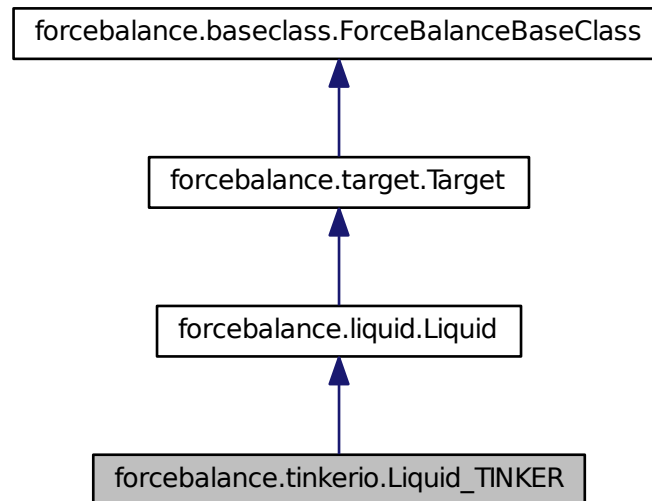 forcebalance.baseclass.ForceBalanceBaseClass
forcebalance.target.Target
forcebalance.liquid.Liquid
forcebalance.tinkerio.Liquid_TINKER